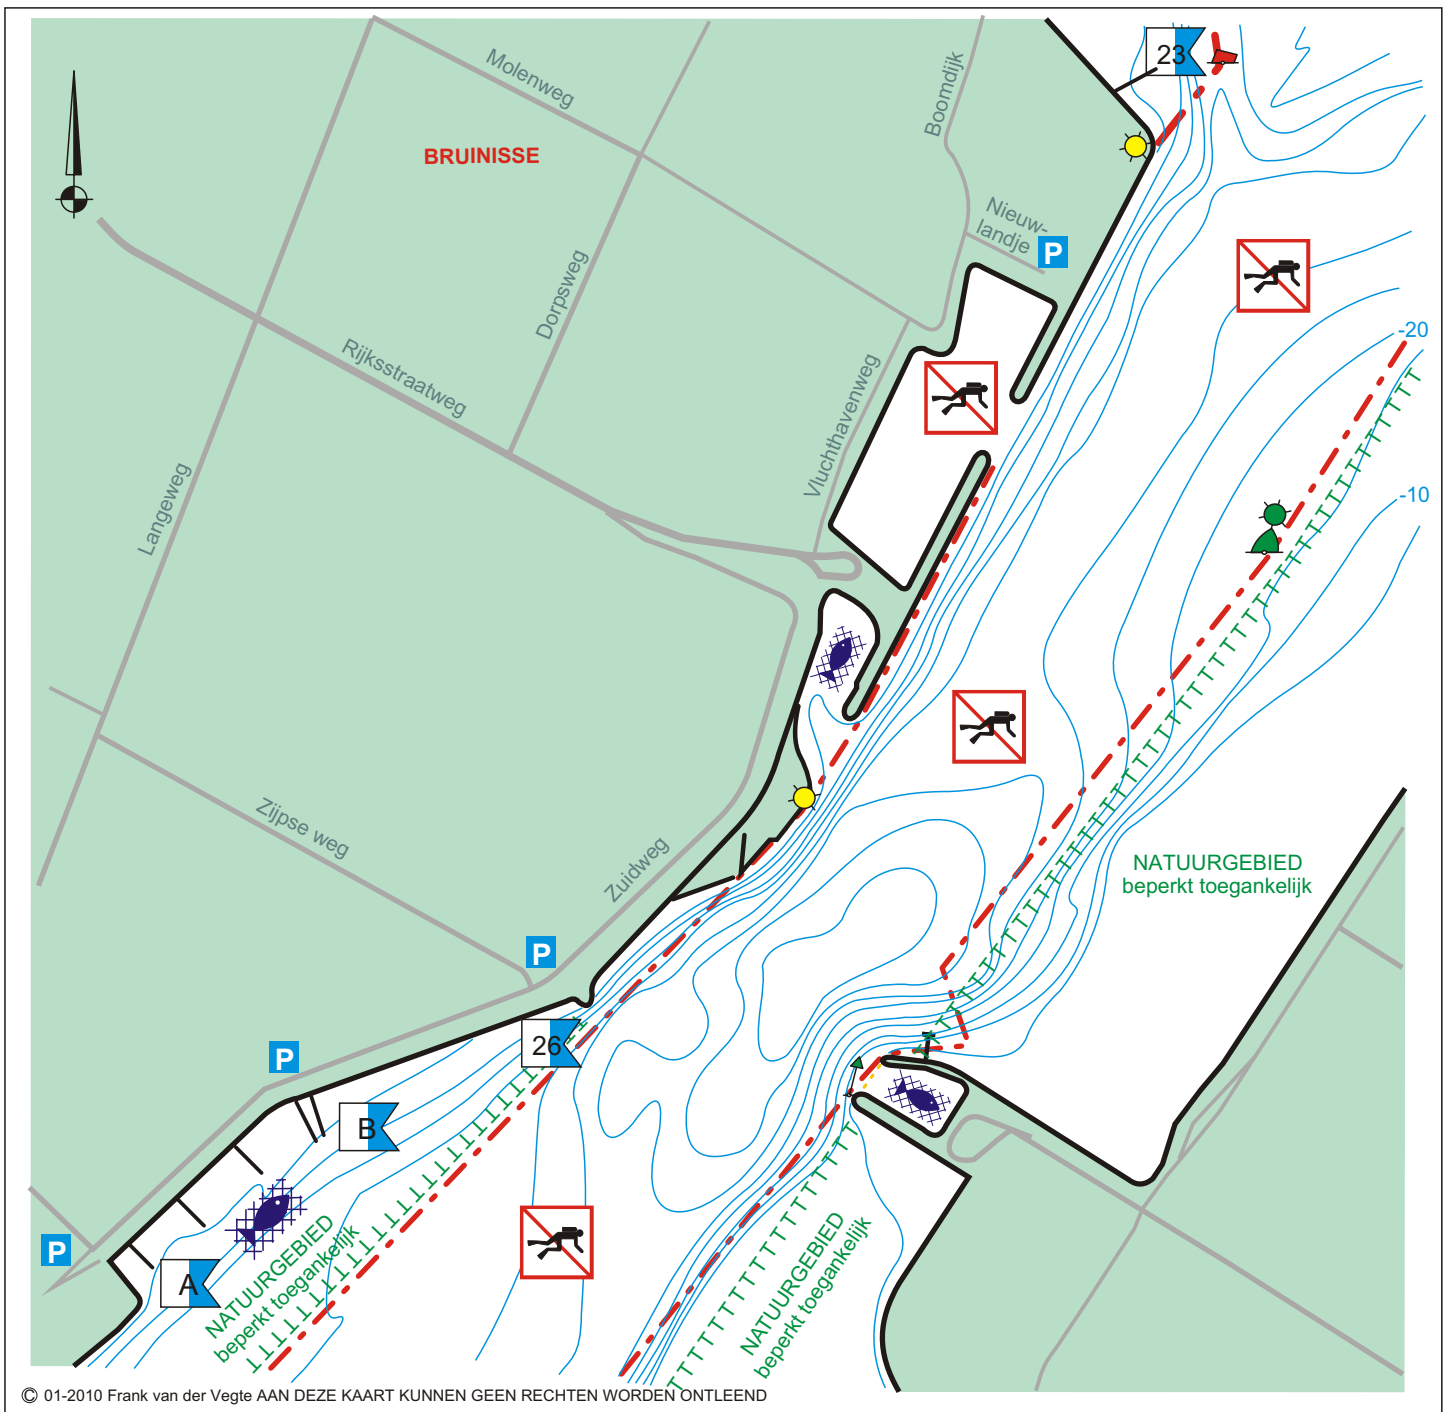 23
Molenweg
Boomdijk
BRUINISSE
Nieuw-
landje
P
Dorpsweg
-20
Rijksstraatweg
Vluchthavenweg
Langeweg
-10
Zijpse weg
Zuidweg
NATUURGEBIED
beperkt toegankelijk
P
26
P
B
P
A
NATUURGEBIED
beperkt toegankelijk
NATUURGEBIED
beperkt toegankelijk
© 01-2010 Frank van der Vegte AAN DEZE KAART KUNNEN GEEN RECHTEN WORDEN ONTLEEND